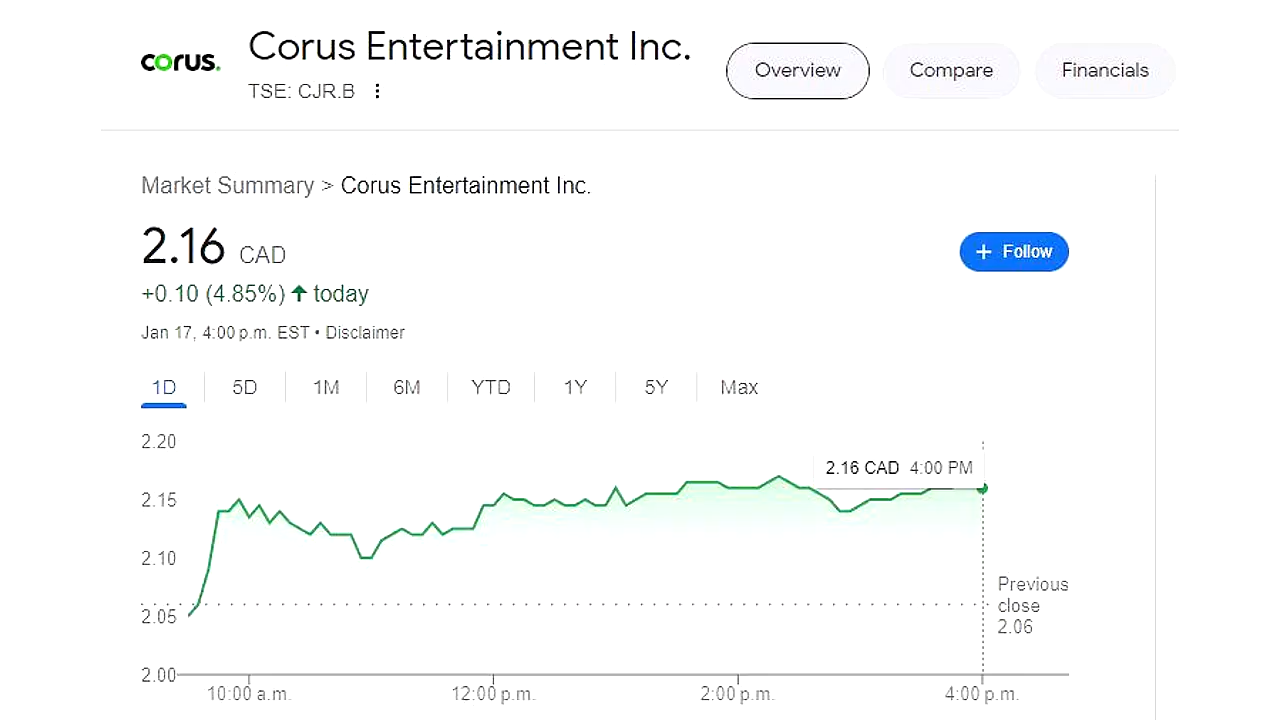 corus.
Corus Entertainment Inc.
TSE: CJR.B
Overview
Compare
Financials
Market Summary > Corus Entertainment Inc.
2.16 CAD
+0.10 (4.85%) ↑ today
+ Follow
Jan 17, 4:00 p.m. EST • Disclaimer
1D 5D 1M 6M YTD 1Y 5Y Max
2.20
2.16 CAD 4:00 PM
2.15
2.10
Previous
close
2.06
2.05
2.00
10:00 a.m. 12:00 p.m. 2:00 p.m. 4:00 p.m.